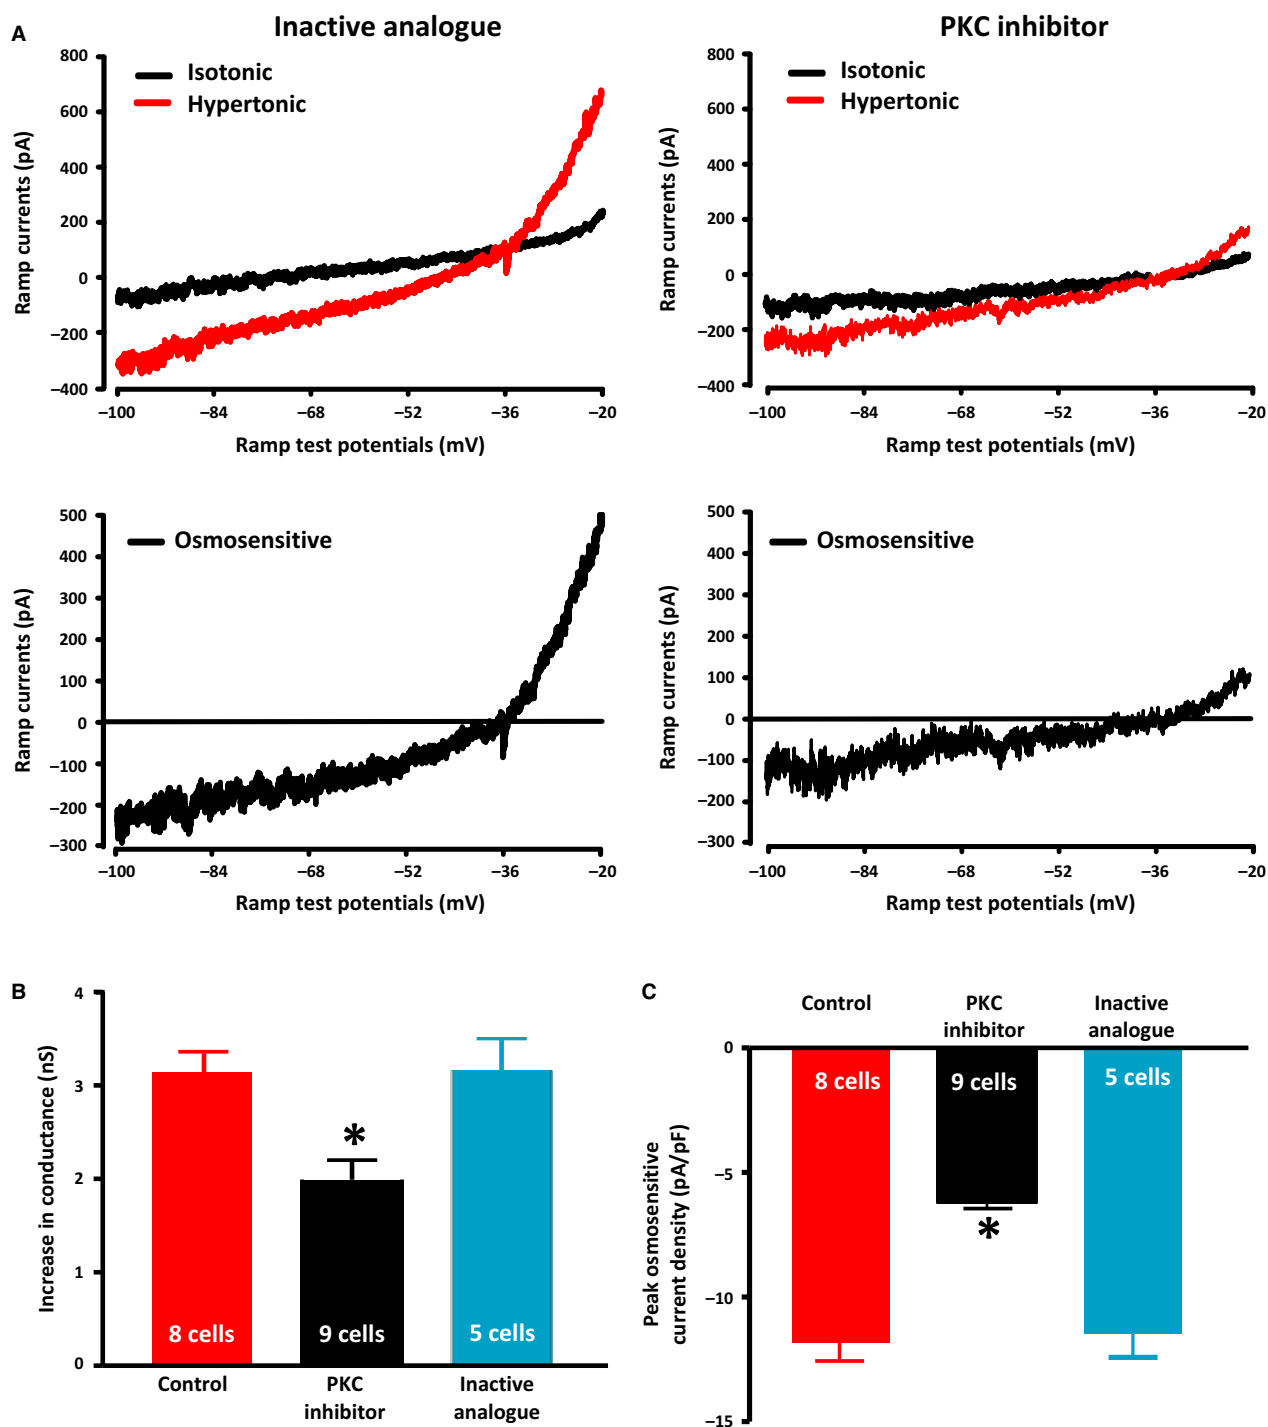 A
Inactive analogue
PKC inhibitor
800
600
400
200
0
–200
–400
Ramp currents (pA)
Isotonic
Hypertonic
–100 –84 –68 –52 –36 –20
Ramp test potentials (mV)
800
600
400
200
0
–200
–400
Ramp currents (pA)
Isotonic
Hypertonic
–100 –84 –68 –52 –36 –20
Ramp test potentials (mV)
500
400
300
200
100
0
–100
–200
–300
Ramp currents (pA)
Osmosensitive
–100 –84 –68 –52 –36 –20
Ramp test potentials (mV)
500
400
300
200
100
0
–100
–200
–300
Ramp currents (pA)
Osmosensitive
–100 –84 –68 –52 –36 –20
Ramp test potentials (mV)
B
4
3
2
1
0
Increase in conductance (nS)
*
8 cells
9 cells
5 cells
Control
PKC
inhibitor
Inactive
analogue
C
Control
PKC
inhibitor
Inactive
analogue
0
–5
–10
–15
Peak osmosensitive
current density (pA/pF)
8 cells
9 cells
5 cells
*